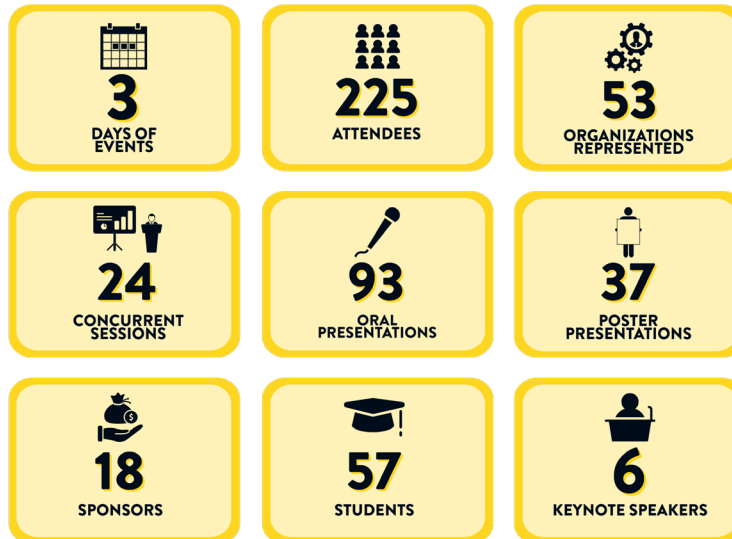 3
DAYS OF
EVENTS
225
ATTENDEES
53
ORGANIZATIONS
REPRESENTED
24
CONCURRENT
SESSIONS
93
ORAL
PRESENTATIONS
37
POSTER
PRESENTATIONS
18
SPONSORS
57
STUDENTS
6
KEYNOTE SPEAKERS